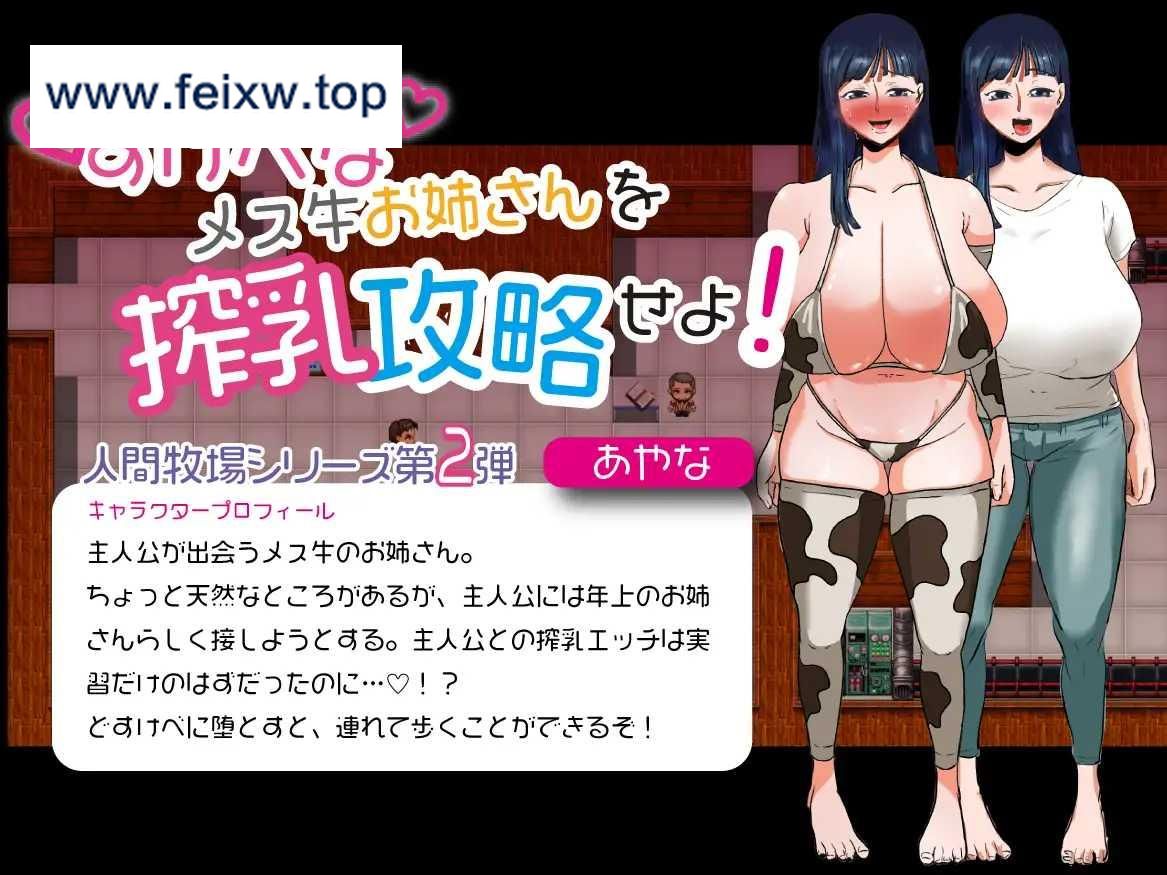 www.feixw.top
すけべな
メス牛お姉さんを
搾乳攻略せよ!
人間牧場シリーズ第2弾
あやな
キャラクタープロフィール
主人公が出会うメス牛のお姉さん。
ちょっと天然なところがあるが、主人公には年上のお姉
さんらしく接しようとする。主人公との搾乳エッチは実
習だけのはずだったのに…♡！？
どすけべに堕とすと、連れて歩くことができるぞ！